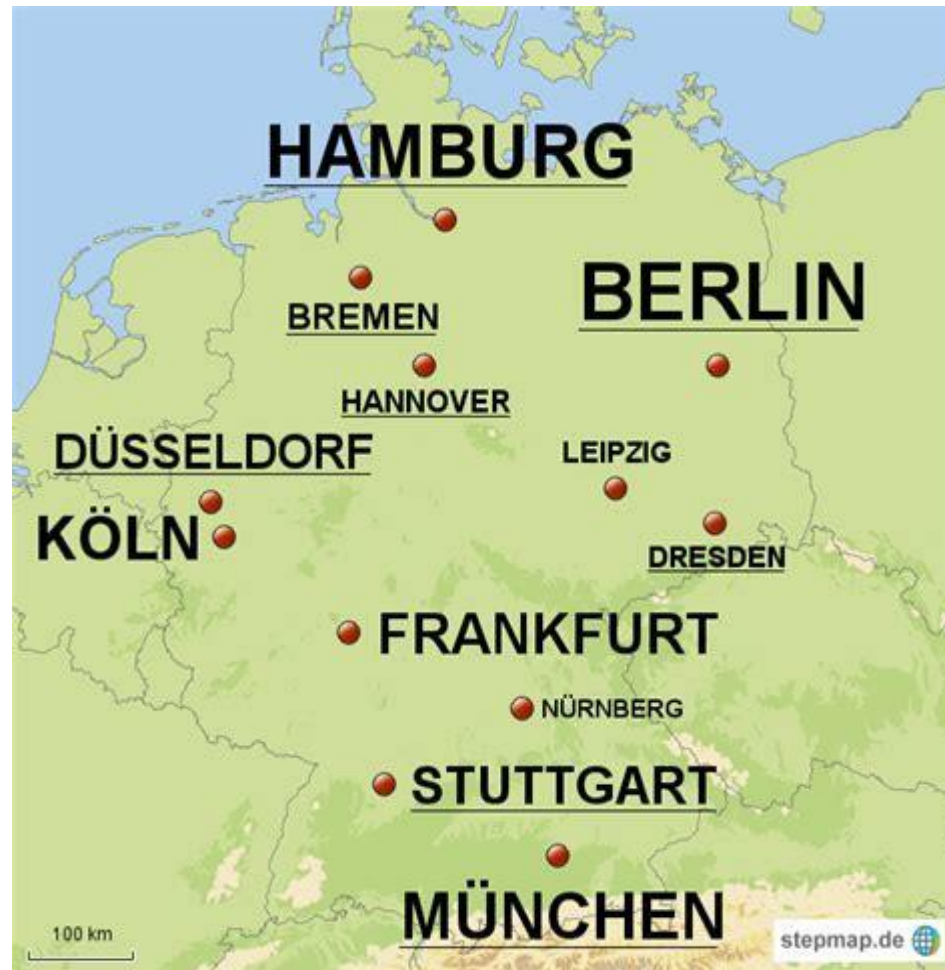 HAMBURG
BERLIN
BREMEN
HANNOVER
DÜSSELDORF
LEIPZIG
KÖLN
DRESDEN
FRANKFURT
NÜRNBERG
STUTTGART
MÜNCHEN
100 km
stepmap.de